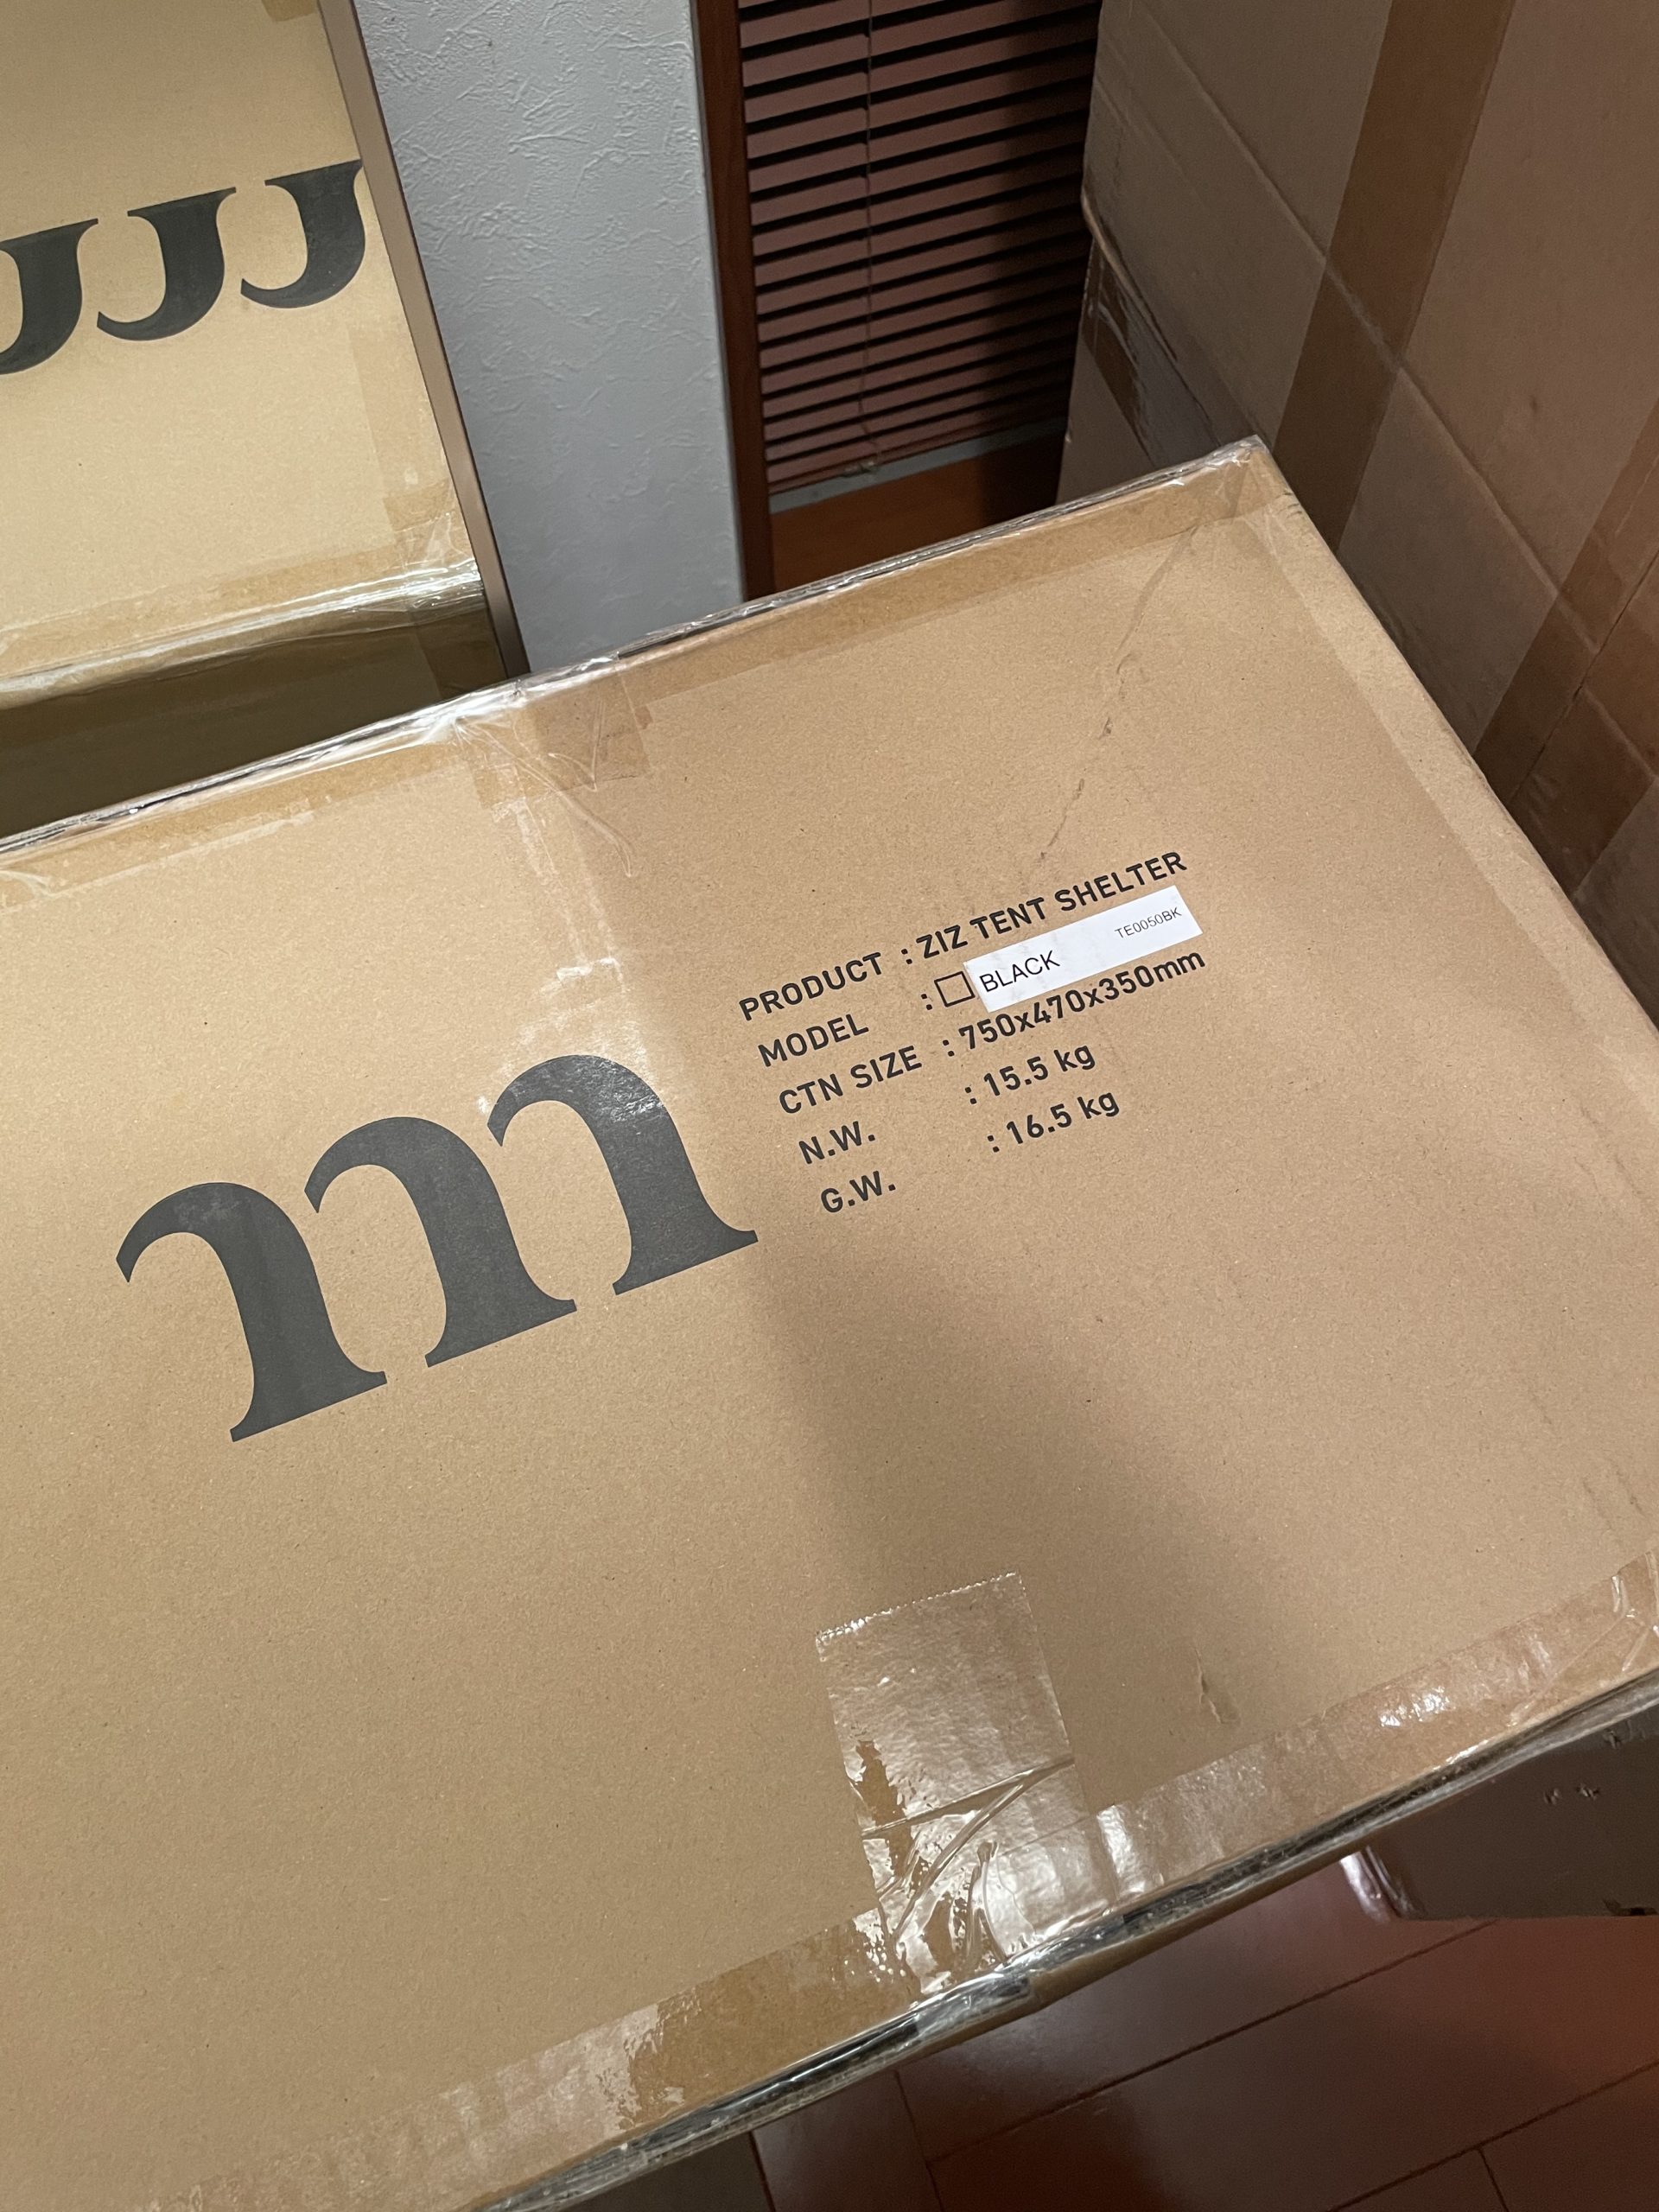 PRODUCT : ZIZ TENT SHELTER
MODEL : BLACK TE0050BK
CTN SIZE : 750x470x350mm
N.W. : 15.5 kg
G.W. : 16.5 kg
m